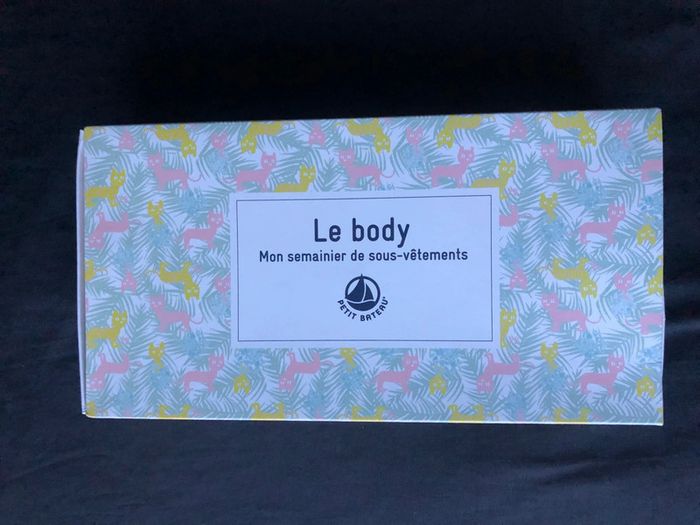 Le body
Mon semainier de sous-vêtements
PETIT BATEAU